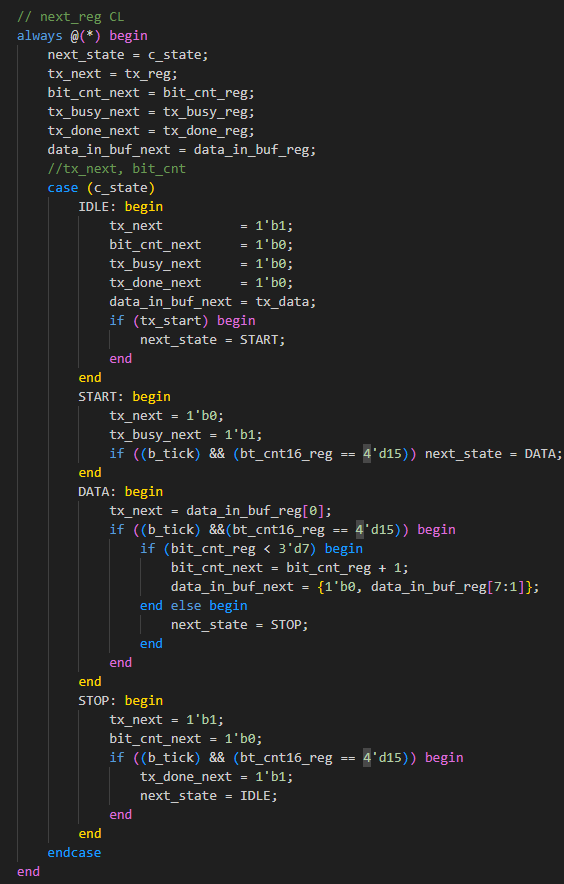 // next_reg CL
always @(*) begin
    next_state = c_state;
    tx_next = tx_reg;
    bit_cnt_next = bit_cnt_reg;
    tx_busy_next = tx_busy_reg;
    tx_done_next = tx_done_reg;
    data_in_buf_next = data_in_buf_reg;
    //tx_next, bit_cnt
    case (c_state)
        IDLE: begin
            tx_next          = 1'b1;
            bit_cnt_next     = 1'b0;
            tx_busy_next     = 1'b0;
            tx_done_next     = 1'b0;
            data_in_buf_next = tx_data;
            if (tx_start) begin
                next_state = START;
            end
        end
        START: begin
            tx_next = 1'b0;
            tx_busy_next = 1'b1;
            if ((b_tick) && (bt_cnt16_reg == 4'd15)) next_state = DATA;
        end
        DATA: begin
            tx_next = data_in_buf_reg[0];
            if ((b_tick) &&(bt_cnt16_reg == 4'd15)) begin
                if (bit_cnt_reg < 3'd7) begin
                    bit_cnt_next = bit_cnt_reg + 1;
                    data_in_buf_next = {1'b0, data_in_buf_reg[7:1]};
                end else begin
                    next_state = STOP;
                end
            end
        end
        STOP: begin
            tx_next = 1'b1;
            bit_cnt_next = 1'b0;
            if ((b_tick) && (bt_cnt16_reg == 4'd15)) begin
                tx_done_next = 1'b1;
                next_state = IDLE;
            end
        end
    endcase
end